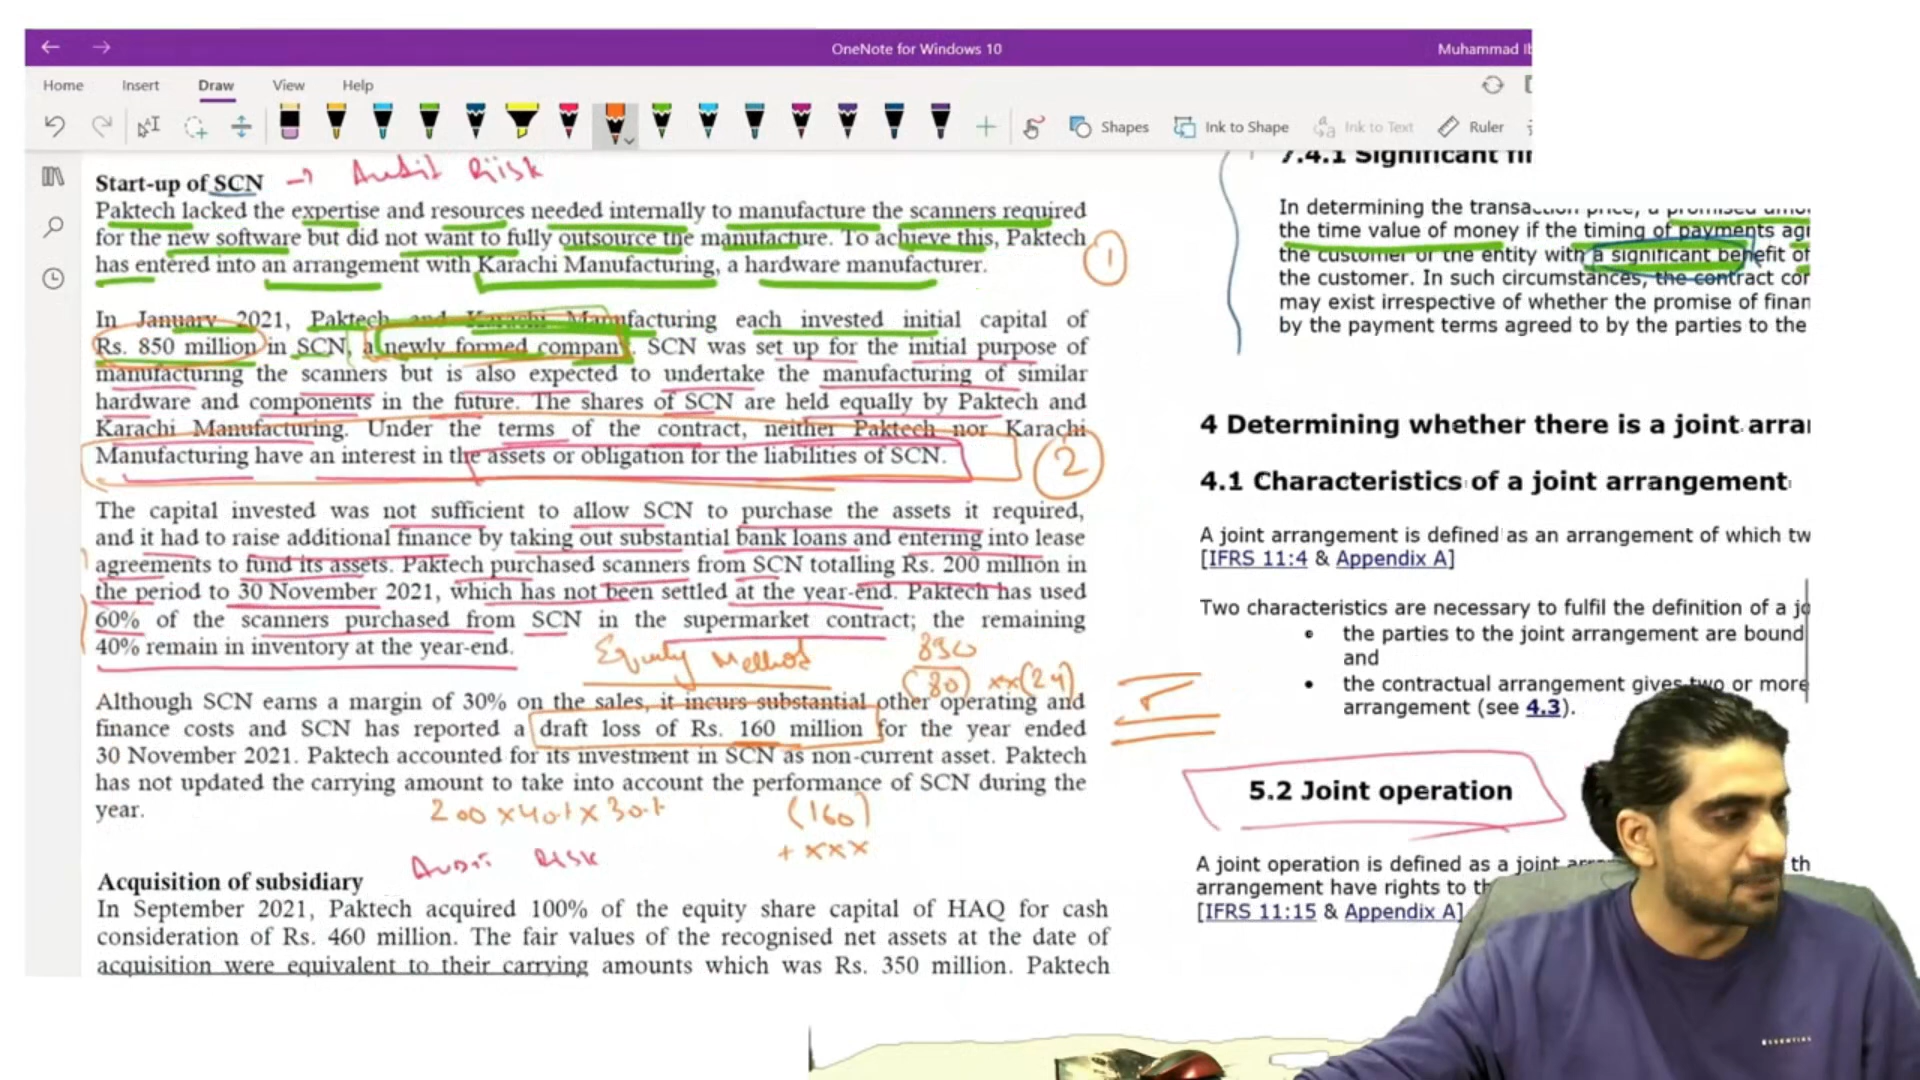 OneNote for Windows 10
Muhammad Ib
Home Insert Draw View Help
Shapes Ink to Shape Ink to Text Ruler
Start-up of SCN → Audit Risk
Paktech lacked the expertise and resources needed internally to manufacture the scanners required
for the new software but did not want to fully outsource the manufacture. To achieve this, Paktech
has entered into an arrangement with Karachi Manufacturing, a hardware manufacturer.
1
In January 2021, Paktech and Karachi Manufacturing each invested initial capital of
Rs. 850 million in SCN, a newly formed company. SCN was set up for the initial purpose of
manufacturing the scanners but is also expected to undertake the manufacturing of similar
hardware and components in the future. The shares of SCN are held equally by Paktech and
Karachi Manufacturing. Under the terms of the contract, neither Paktech nor Karachi
Manufacturing have an interest in the assets or obligation for the liabilities of SCN.
2
The capital invested was not sufficient to allow SCN to purchase the assets it required,
and it had to raise additional finance by taking out substantial bank loans and entering into lease
agreements to fund its assets. Paktech purchased scanners from SCN totalling Rs. 200 million in
the period to 30 November 2021, which has not been settled at the year-end. Paktech has used
60% of the scanners purchased from SCN in the supermarket contract; the remaining
40% remain in inventory at the year-end.
Equity Method
850
(80) xx(24)
Although SCN earns a margin of 30% on the sales, it incurs substantial other operating and
finance costs and SCN has reported a draft loss of Rs. 160 million for the year ended
30 November 2021. Paktech accounted for its investment in SCN as non-current asset. Paktech
has not updated the carrying amount to take into account the performance of SCN during the
year.
200 x 40% x 30%
(160)
+ xxx
Audit Risk
Acquisition of subsidiary
In September 2021, Paktech acquired 100% of the equity share capital of HAQ for cash
consideration of Rs. 460 million. The fair values of the recognised net assets at the date of
acquisition were equivalent to their carrying amounts which was Rs. 350 million. Paktech
7.4.1 Significant fin
In determining the transaction price, a promised amou
the time value of money if the timing of payments agr
the customer or the entity with a significant benefit of
the customer. In such circumstances, the contract cor
may exist irrespective of whether the promise of finan
by the payment terms agreed to by the parties to the
4 Determining whether there is a joint arra
4.1 Characteristics of a joint arrangement
A joint arrangement is defined as an arrangement of which tw
[IFRS 11:4 & Appendix A]
Two characteristics are necessary to fulfil the definition of a jo
• the parties to the joint arrangement are bound
and
• the contractual arrangement gives two or more
arrangement (see 4.3).
5.2 Joint operation
A joint operation is defined as a joint th
arrangement have rights to th
[IFRS 11:15 & Appendix A]
ESSENTIALS